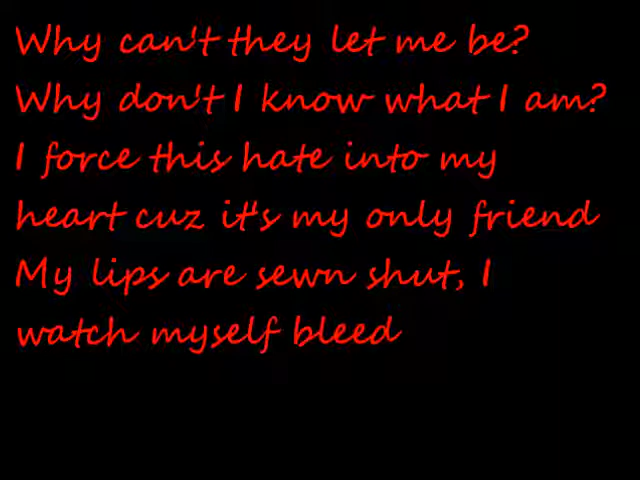 Why can't they let me be?
Why don't I know what I am?
I force this hate into my
heart cuz it's my only friend
My lips are sewn shut, I
watch myself bleed